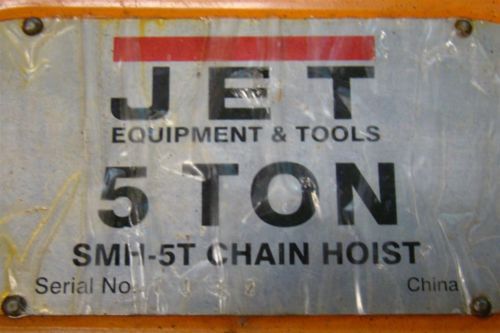 JET
EQUIPMENT & TOOLS
5 TON
SMH-5T CHAIN HOIST
Serial No.
China